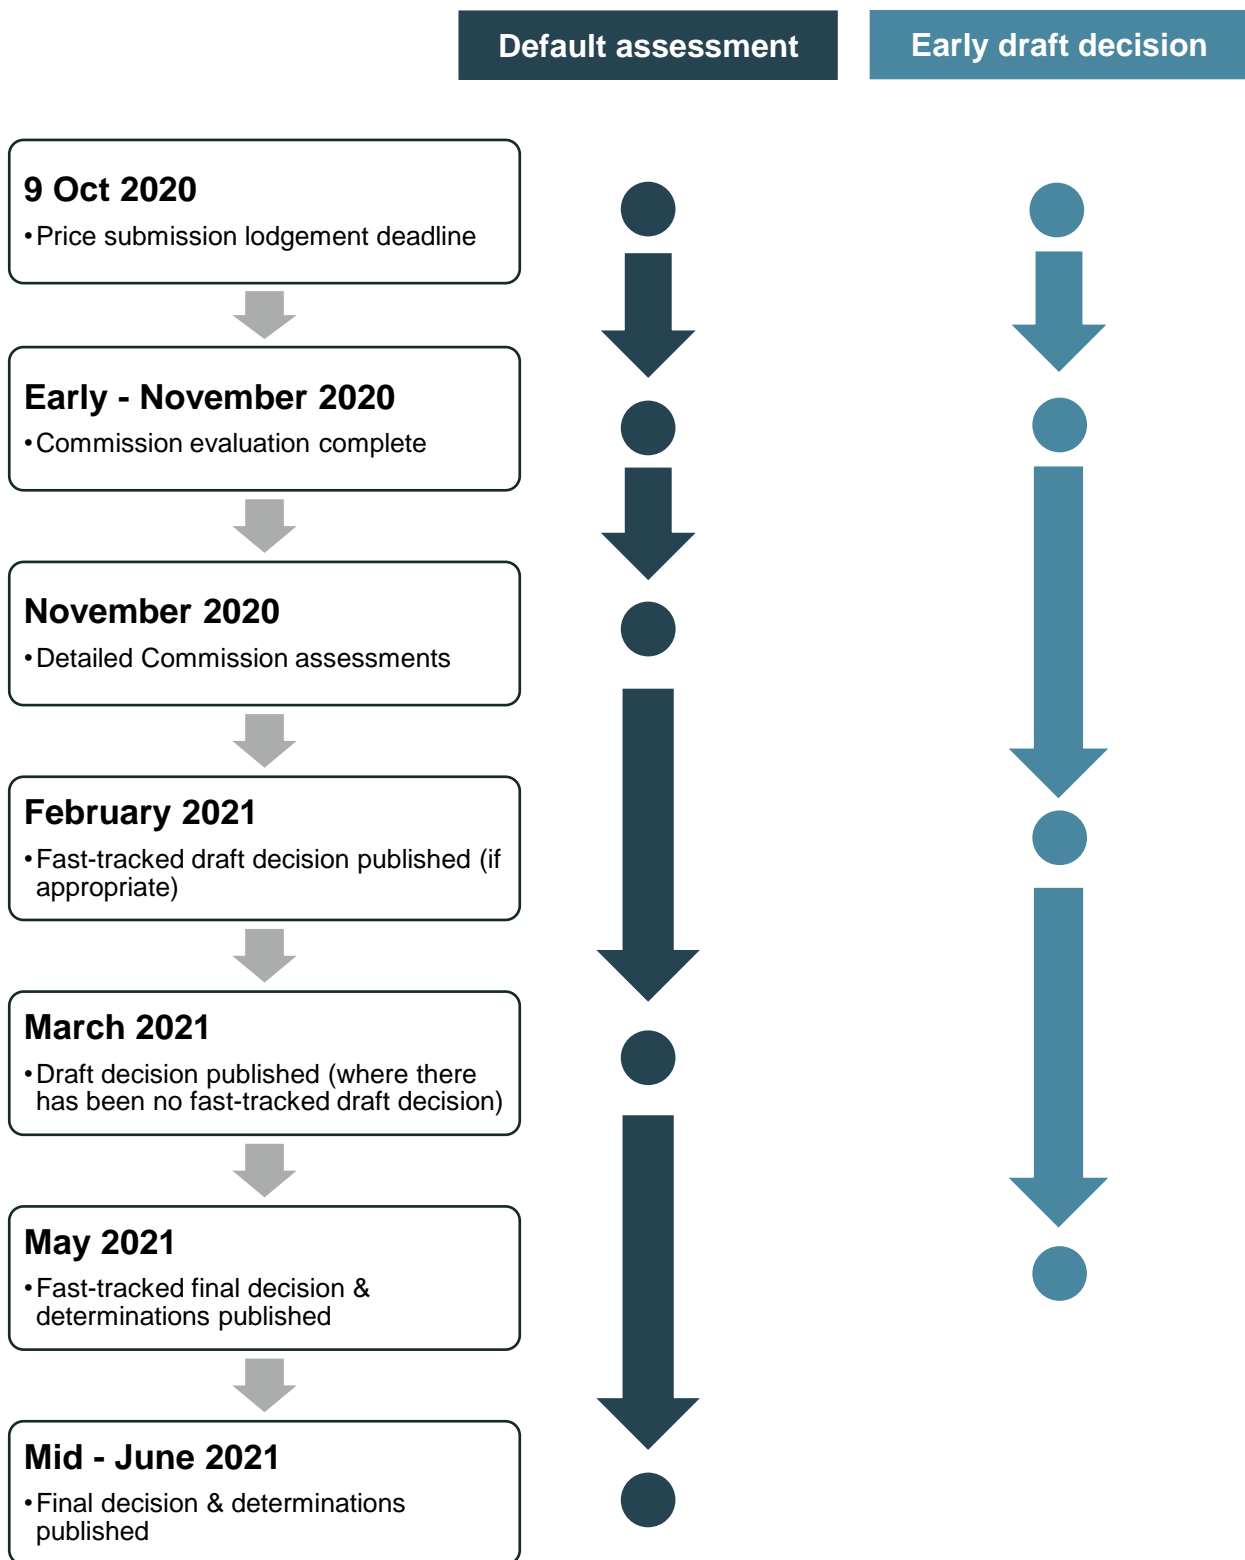 Default assessment
Early draft decision
9 Oct 2020
•Price submission lodgement deadline
Early - November 2020
•Commission evaluation complete
November 2020
•Detailed Commission assessments
February 2021
•Fast-tracked draft decision published (if
appropriate)
March 2021
•Draft decision published (where there
has been no fast-tracked draft decision)
May 2021
•Fast-tracked final decision &
determinations published
Mid - June 2021
•Final decision & determinations
published